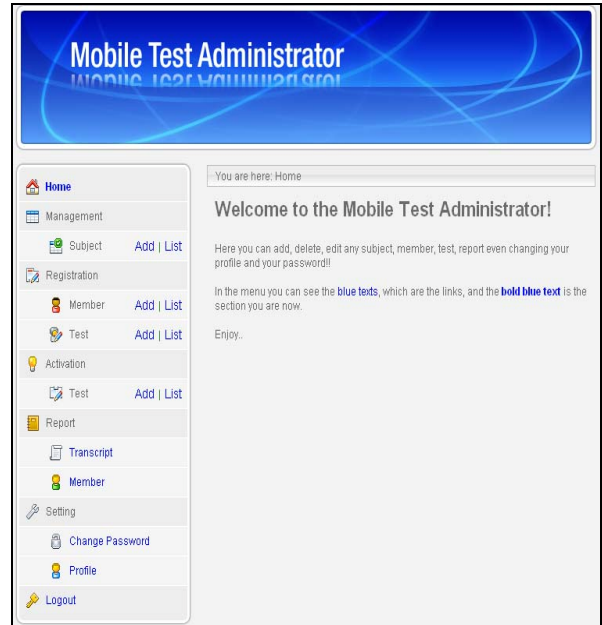 Mobile Test Administrator
You are here: Home
Home
Management
Subject Add | List
Registration
Member Add | List
Test Add | List
Activation
Test Add | List
Report
Transcript
Member
Setting
Change Password
Profile
Logout
Welcome to the Mobile Test Administrator!
Here you can add, delete, edit any subject, member, test, report even changing your
profile and your password!!
In the menu you can see the blue texts, which are the links, and the bold blue text is the
section you are now.
Enjoy..